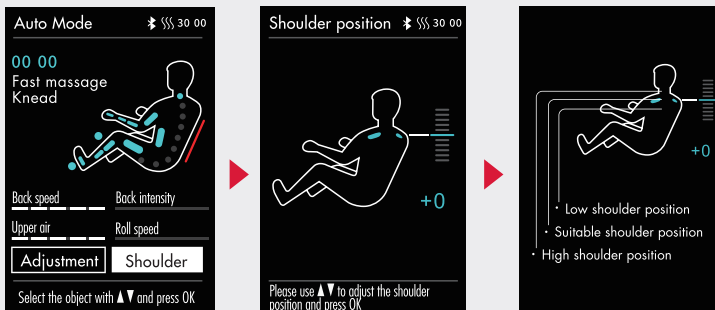 Auto Mode 30 00
00 00
Fast massage
Knead
Back speed Back intensity
Upper air Roll speed
Adjustment Shoulder
Select the object with ▲▼ and press OK
Shoulder position 30 00
+0
Please use ▲▼ to adjust the shoulder
position and press OK
+0
· Low shoulder position
· Suitable shoulder position
· High shoulder position